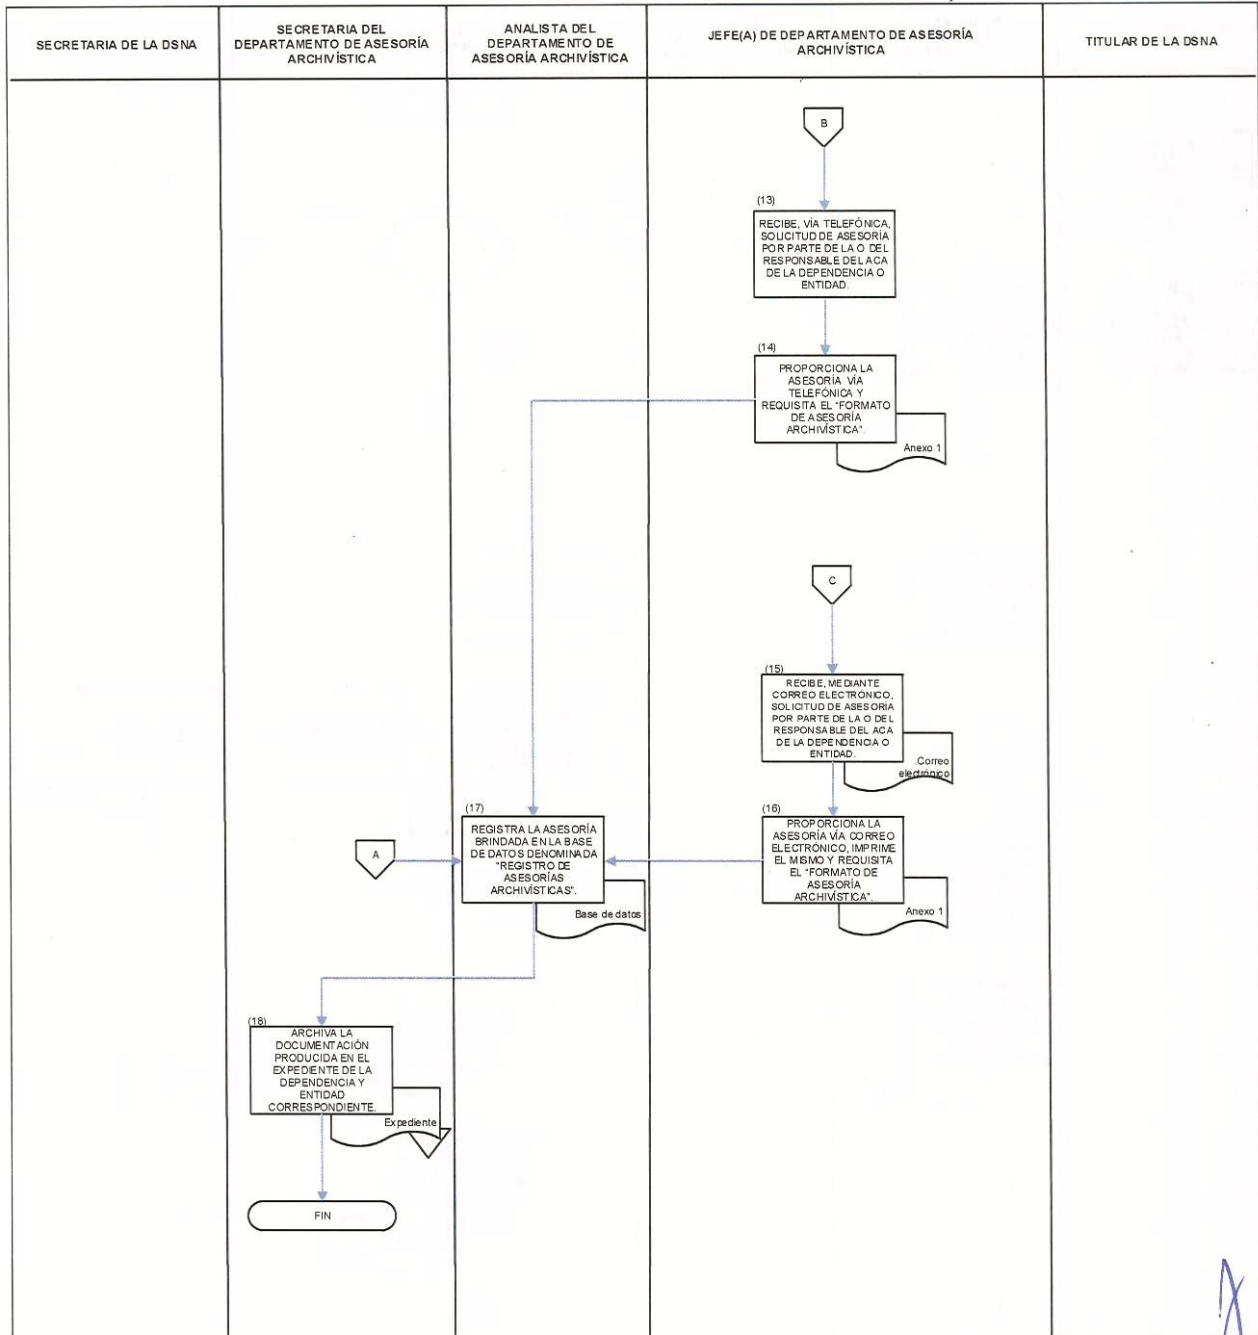 SECRETARIA DE LA DSNA
SECRETARIA DEL
DEPARTAMENTO DE ASESORÍA
ARCHIVÍSTICA
ANALISTA DEL
DEPARTAMENTO DE
ASESORÍA ARCHIVÍSTICA
JEFE(A) DE DEPARTAMENTO DE ASESORÍA
ARCHIVÍSTICA
TITULAR DE LA DSNA
B
(13)
RECIBE, VÍA TELEFÓNICA,
SOLICITUD DE ASESORÍA
POR PARTE DE LA O DEL
RESPONSABLE DEL ACA
DE LA DEPENDENCIA O
ENTIDAD.
(14)
PROPORCIONA LA
ASESORÍA VÍA
TELEFÓNICA Y
REQUISITA EL "FORMATO
DE ASESORÍA
ARCHIVÍSTICA".
Anexo 1
C
(15)
RECIBE, MEDIANTE
CORREO ELECTRÓNICO,
SOLICITUD DE ASESORÍA
POR PARTE DE LA O DEL
RESPONSABLE DEL ACA
DE LA DEPENDENCIA O
ENTIDAD.
Correo
electrónico
(16)
PROPORCIONA LA
ASESORÍA VÍA CORREO
ELECTRÓNICO, IMPRIME
EL MISMO Y REQUISITA
EL "FORMATO DE
ASESORÍA
ARCHIVÍSTICA".
Anexo 1
A
(17)
REGISTRA LA ASESORÍA
BRINDADA EN LA BASE
DE DATOS DENOMINADA
"REGISTRO DE
ASESORÍAS
ARCHIVÍSTICAS".
Base de datos
(18)
ARCHIVA LA
DOCUMENTACIÓN
PRODUCIDA EN EL
EXPEDIENTE DE LA
DEPENDENCIA Y
ENTIDAD
CORRESPONDIENTE.
Expediente
FIN